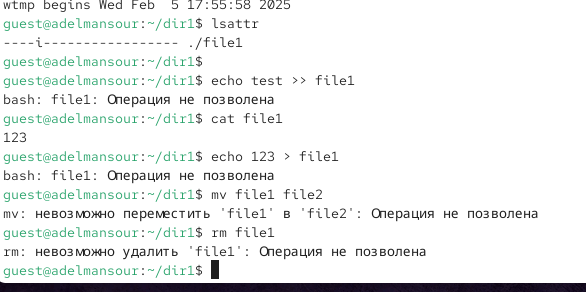 wtmp begins Wed Feb  5 17:55:58 2025
guest@adelmansour:~/dir1$ lsattr
----i----------------- ./file1
guest@adelmansour:~/dir1$
guest@adelmansour:~/dir1$ echo test >> file1
bash: file1: Операция не позволена
guest@adelmansour:~/dir1$ cat file1
123
guest@adelmansour:~/dir1$ echo 123 > file1
bash: file1: Операция не позволена
guest@adelmansour:~/dir1$ mv file1 file2
mv: невозможно переместить 'file1' в 'file2': Операция не позволена
guest@adelmansour:~/dir1$ rm file1
rm: невозможно удалить 'file1': Операция не позволена
guest@adelmansour:~/dir1$